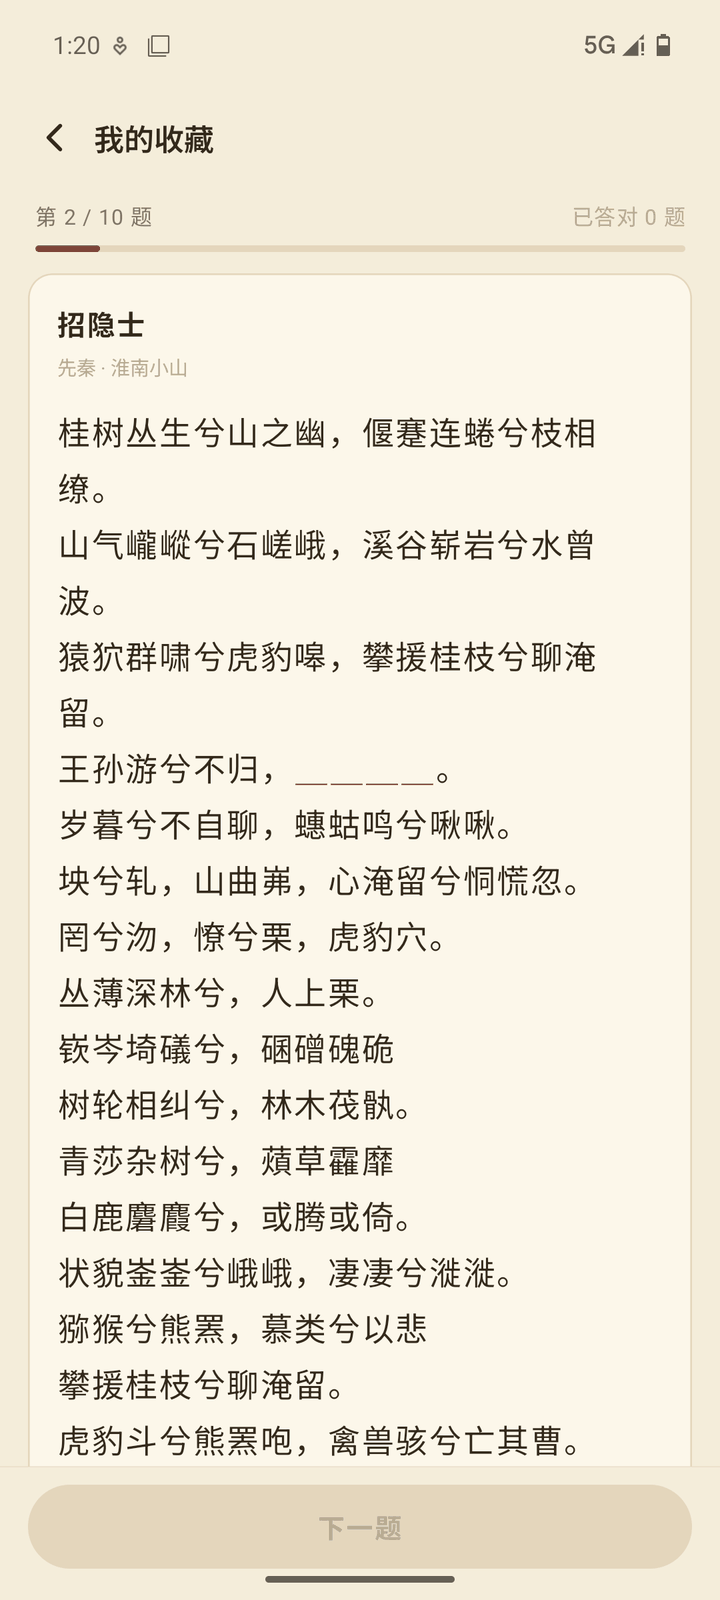 1:20
5G
我的收藏
第 2 / 10 题
已答对 0 题
招隐士
先秦 · 淮南小山
桂树丛生兮山之幽，偃蹇连蜷兮枝相
缭。
山气巃嵷兮石嵯峨，溪谷崭岩兮水曾
波。
猿狖群啸兮虎豹嗥，攀援桂枝兮聊淹
留。
王孙游兮不归，＿＿＿＿。
岁暮兮不自聊，蟪蛄鸣兮啾啾。
坱兮轧，山曲岪，心淹留兮恫慌忽。
罔兮沕，憭兮栗，虎豹穴。
丛薄深林兮，人上栗。
嵚岑碕礒兮，碅磳磈硊
树轮相纠兮，林木茷骫。
青莎杂树兮，薠草靃靡
白鹿麏麚兮，或腾或倚。
状貌崟崟兮峨峨，凄凄兮漇漇。
猕猴兮熊罴，慕类兮以悲
攀援桂枝兮聊淹留。
虎豹斗兮熊罴咆，禽兽骇兮亡其曹。
下一题